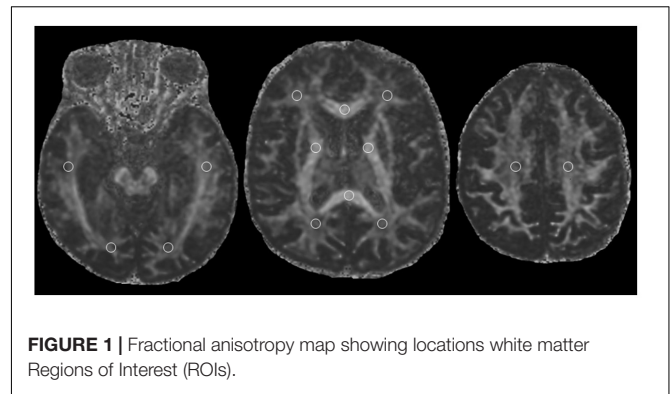 FIGURE 1 | Fractional anisotropy map showing locations white matter
Regions of Interest (ROIs).